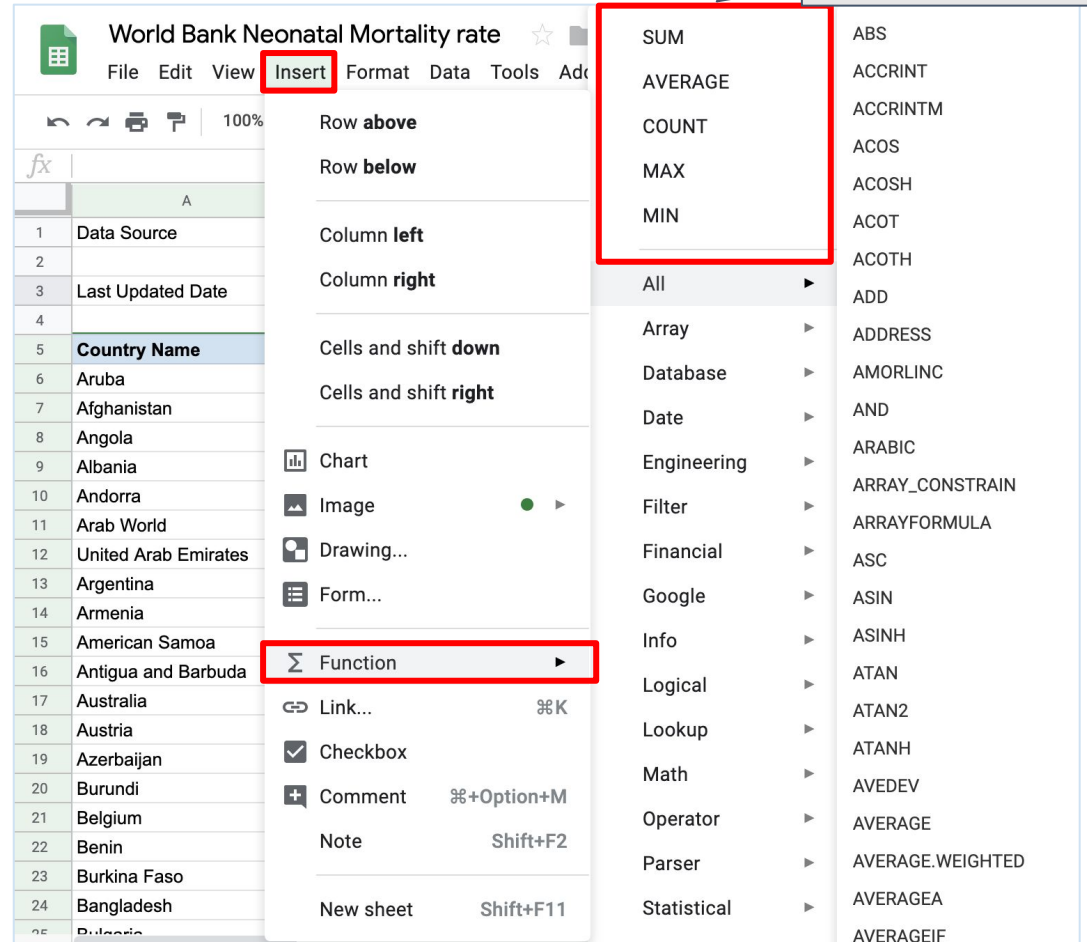 World Bank Neonatal Mortality rate
File Edit View Insert Format Data Tools
100%
fx
A
1 Data Source
2
3 Last Updated Date
4
5 Country Name
6 Aruba
7 Afghanistan
8 Angola
9 Albania
10 Andorra
11 Arab World
12 United Arab Emirates
13 Argentina
14 Armenia
15 American Samoa
16 Antigua and Barbuda
17 Australia
18 Austria
19 Azerbaijan
20 Burundi
21 Belgium
22 Benin
23 Burkina Faso
24 Bangladesh
25 Bulgaria
Row above
Row below
Column left
Column right
Cells and shift down
Cells and shift right
Chart
Image
Drawing...
Form...
Σ Function
Link... ⌘K
Checkbox
Comment ⌘+Option+M
Note Shift+F2
New sheet Shift+F11
SUM
AVERAGE
COUNT
MAX
MIN
All
Array
Database
Date
Engineering
Filter
Financial
Google
Info
Logical
Lookup
Math
Operator
Parser
Statistical
ABS
ACCRINT
ACCRINTM
ACOS
ACOSH
ACOT
ACOTH
ADD
ADDRESS
AMORLINC
AND
ARABIC
ARRAY_CONSTRAIN
ARRAYFORMULA
ASC
ASIN
ASINH
ATAN
ATAN2
ATANH
AVEDEV
AVERAGE
AVERAGE.WEIGHTED
AVERAGEA
AVERAGEIF